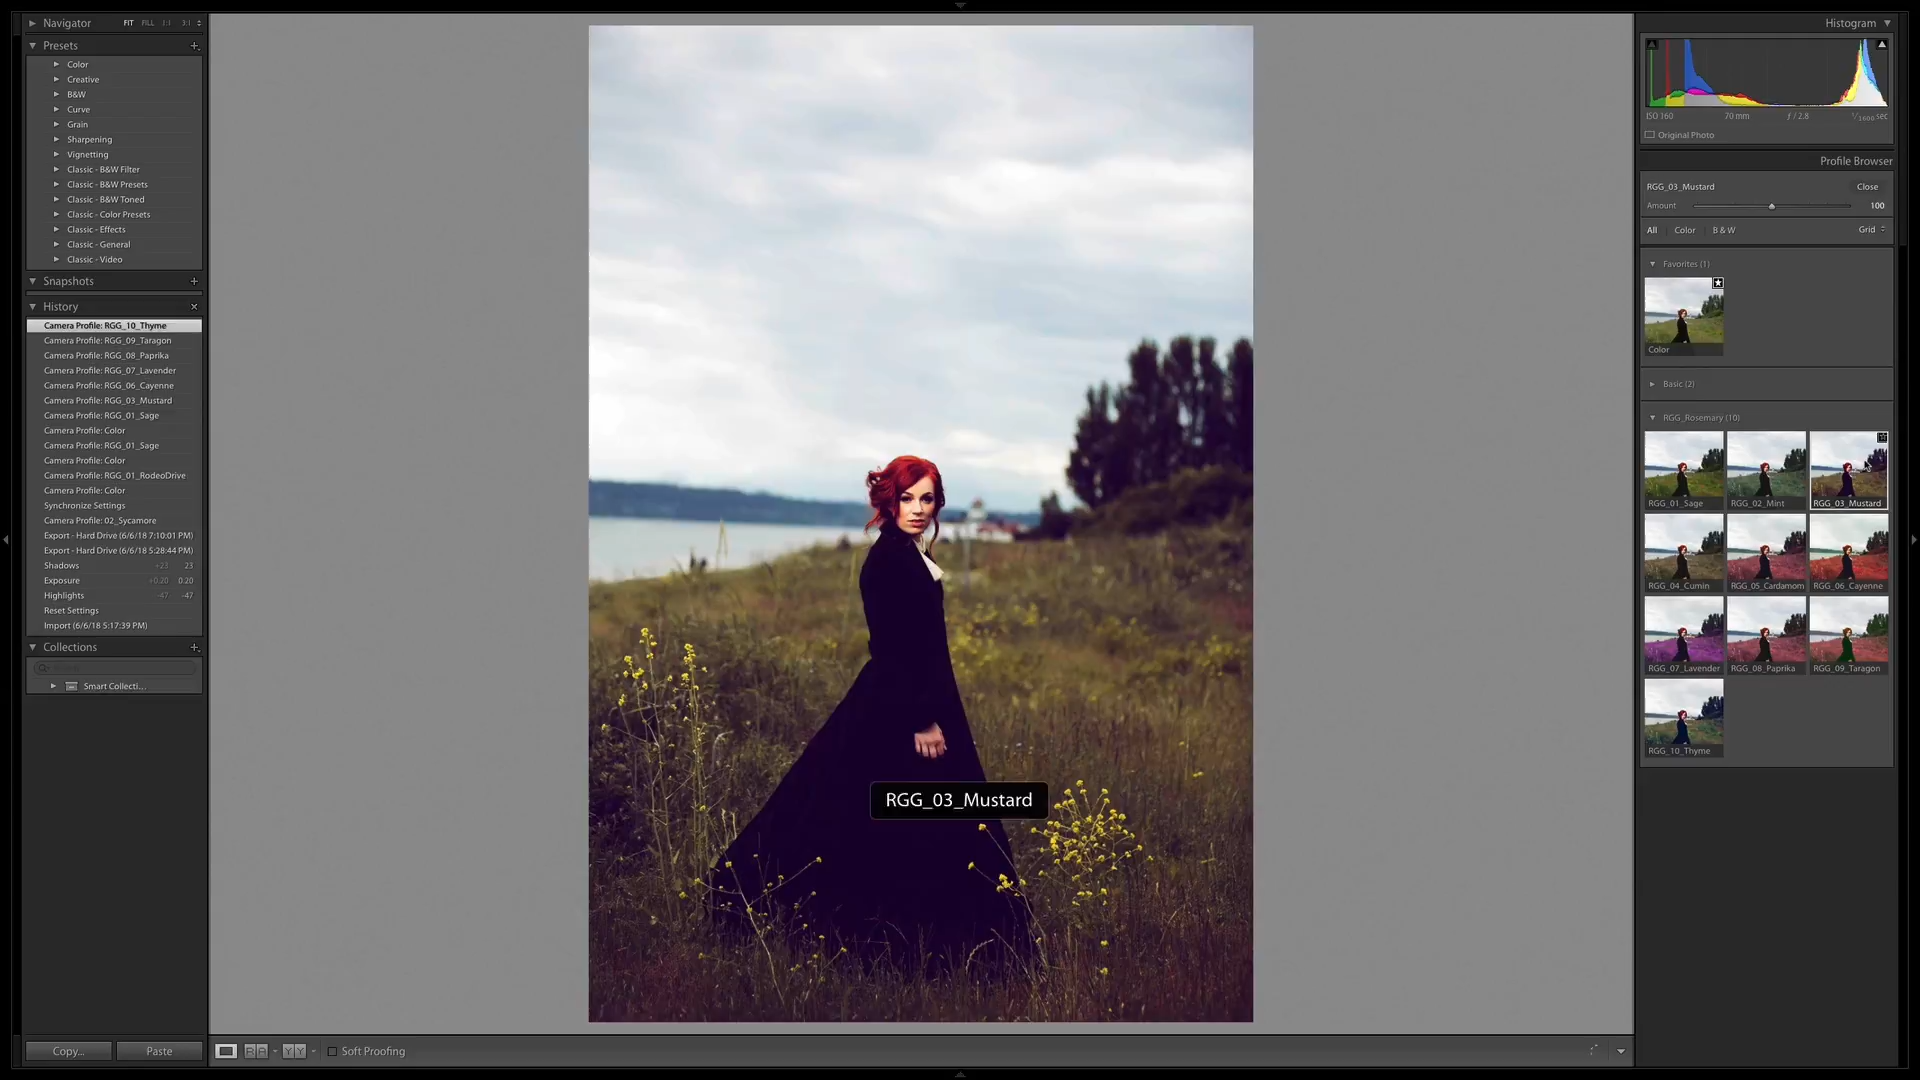 Navigator FIT FILL 1:1 3:1
Presets
Color
Creative
B&W
Curve
Grain
Sharpening
Vignetting
Classic - B&W Filter
Classic - B&W Presets
Classic - B&W Toned
Classic - Color Presets
Classic - Effects
Classic - General
Classic - Video
Snapshots
History
Camera Profile: RGG_10_Thyme
Camera Profile: RGG_09_Taragon
Camera Profile: RGG_08_Paprika
Camera Profile: RGG_07_Lavender
Camera Profile: RGG_06_Cayenne
Camera Profile: RGG_03_Mustard
Camera Profile: RGG_01_Sage
Camera Profile: Color
Camera Profile: RGG_01_Sage
Camera Profile: Color
Camera Profile: RGG_01_RodeoDrive
Camera Profile: Color
Synchronize Settings
Camera Profile: 02_Sycamore
Export - Hard Drive (6/6/18 7:10:01 PM)
Export - Hard Drive (6/6/18 5:28:44 PM)
Shadows +23 23
Exposure +0.20 0.20
Highlights -47 -47
Reset Settings
Import (6/6/18 5:17:39 PM)
Collections
Smart Collecti...
Copy... Paste
RGG_03_Mustard
Soft Proofing
Histogram
ISO 160 70 mm f / 2.8 1/1600 sec
Original Photo
Profile Browser
RGG_03_Mustard Close
Amount 100
All Color B & W Grid
Favorites (1)
Color
Basic (2)
RGG_Rosemary (10)
RGG_01_Sage RGG_02_Mint RGG_03_Mustard
RGG_04_Cumin RGG_05_Cardamom RGG_06_Cayenne
RGG_07_Lavender RGG_08_Paprika RGG_09_Taragon
RGG_10_Thyme